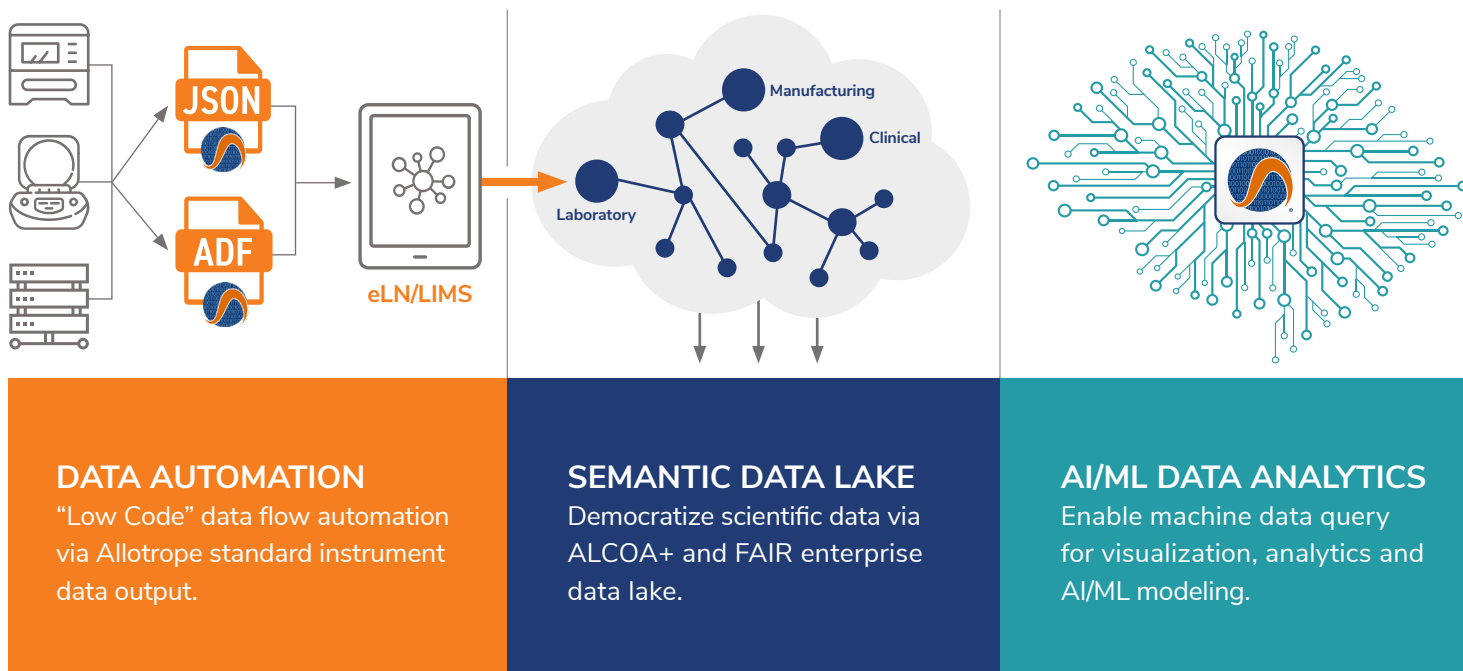 JSON
ADF
eLN/LIMS
Manufacturing
Clinical
Laboratory
DATA AUTOMATION
“Low Code” data flow automation
via Allotrope standard instrument
data output.
SEMANTIC DATA LAKE
Democratize scientific data via
ALCOA+ and FAIR enterprise
data lake.
AI/ML DATA ANALYTICS
Enable machine data query
for visualization, analytics and
AI/ML modeling.